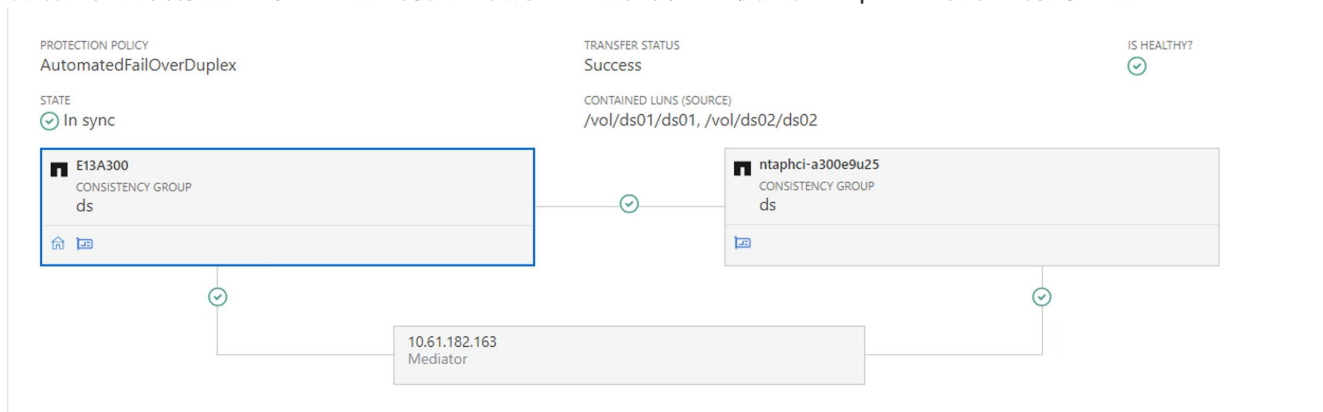 PROTECTION POLICY
AutomatedFailOverDuplex
TRANSFER STATUS
Success
IS HEALTHY?
STATE
In sync
CONTAINED LUNS (SOURCE)
/vol/ds01/ds01, /vol/ds02/ds02
E13A300
CONSISTENCY GROUP
ds
ntaphci-a300e9u25
CONSISTENCY GROUP
ds
10.61.182.163
Mediator